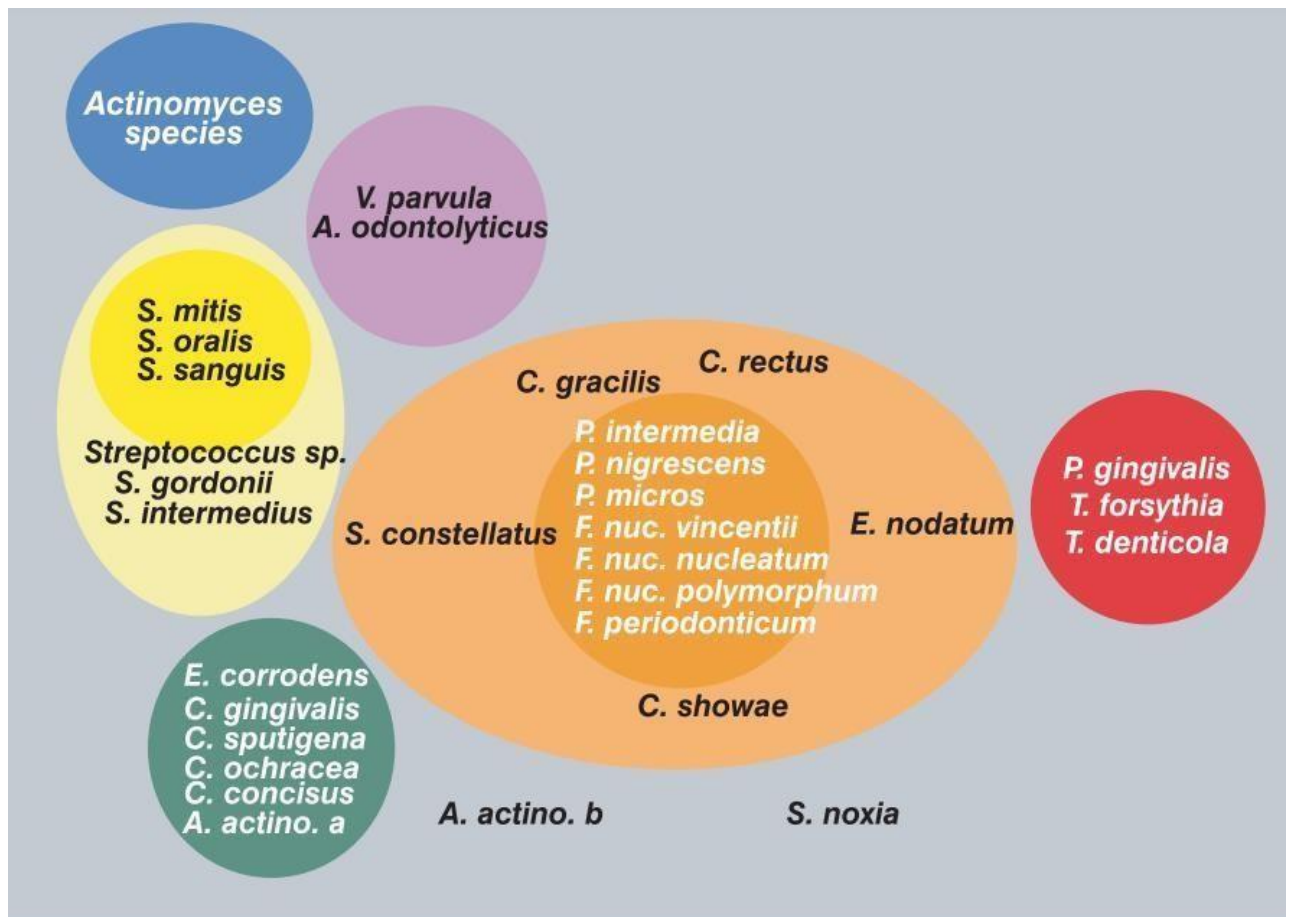 Actinomyces
species
V. parvula
A. odontolyticus
S. mitis
S. oralis
S. sanguis
Streptococcus sp.
S. gordonii
S. intermedius
C. gracilis
C. rectus
P. intermedia
P. nigrescens
P. micros
F. nuc. vincentii
F. nuc. nucleatum
F. nuc. polymorphum
F. periodonticum
S. constellatus
E. nodatum
C. showae
P. gingivalis
T. forsythia
T. denticola
E. corrodens
C. gingivalis
C. sputigena
C. ochracea
C. concisus
A. actino. a
A. actino. b
S. noxia